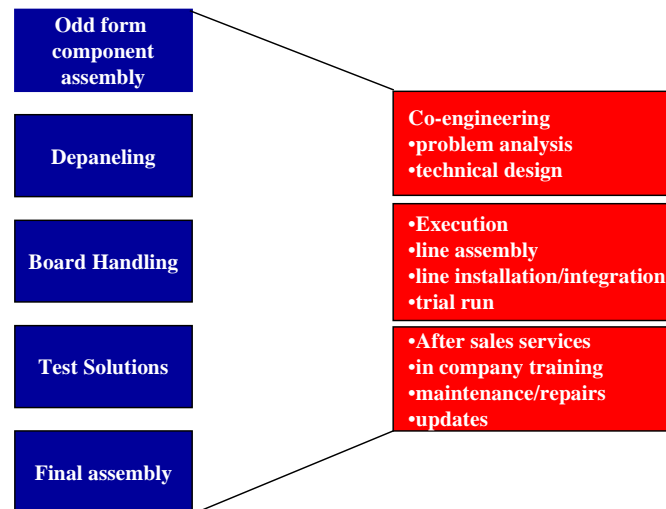 Odd form
component
assembly
Depaneling
Board Handling
Test Solutions
Final assembly
Co-engineering
•problem analysis
•technical design
•Execution
•line assembly
•line installation/integration
•trial run
•After sales services
•in company training
•maintenance/repairs
•updates